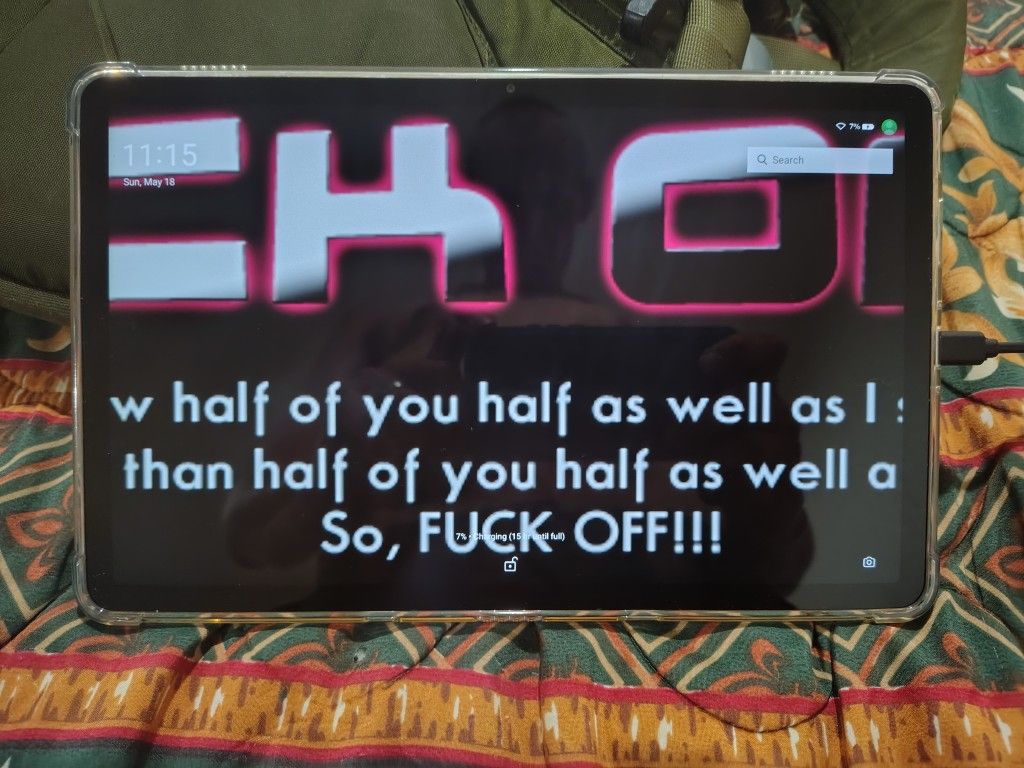 7%
11:15
Search
Sun, May 18
w half of you half as well as I
than half of you half as well a
So, FUCK OFF!!!
7% • Charging (15 until full)